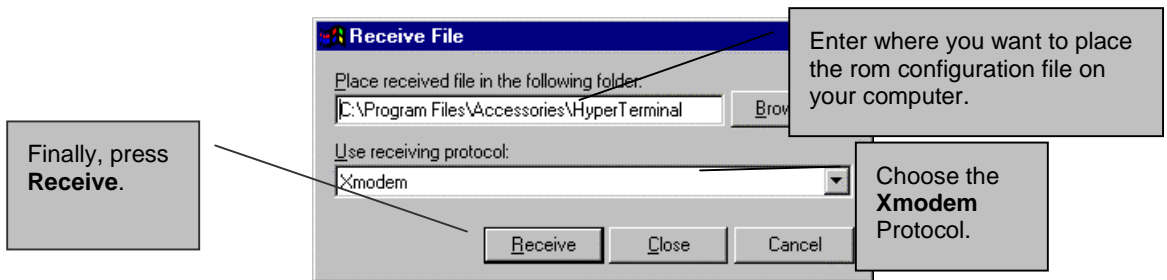 Receive File
Enter where you want to place
the rom configuration file on
your computer.
Place received file in the following folder:
C:\Program Files\Accessories\HyperTerminal
Finally, press
Receive.
Use receiving protocol:
Xmodem
Choose the
Xmodem
Protocol.
Receive
Close
Cancel